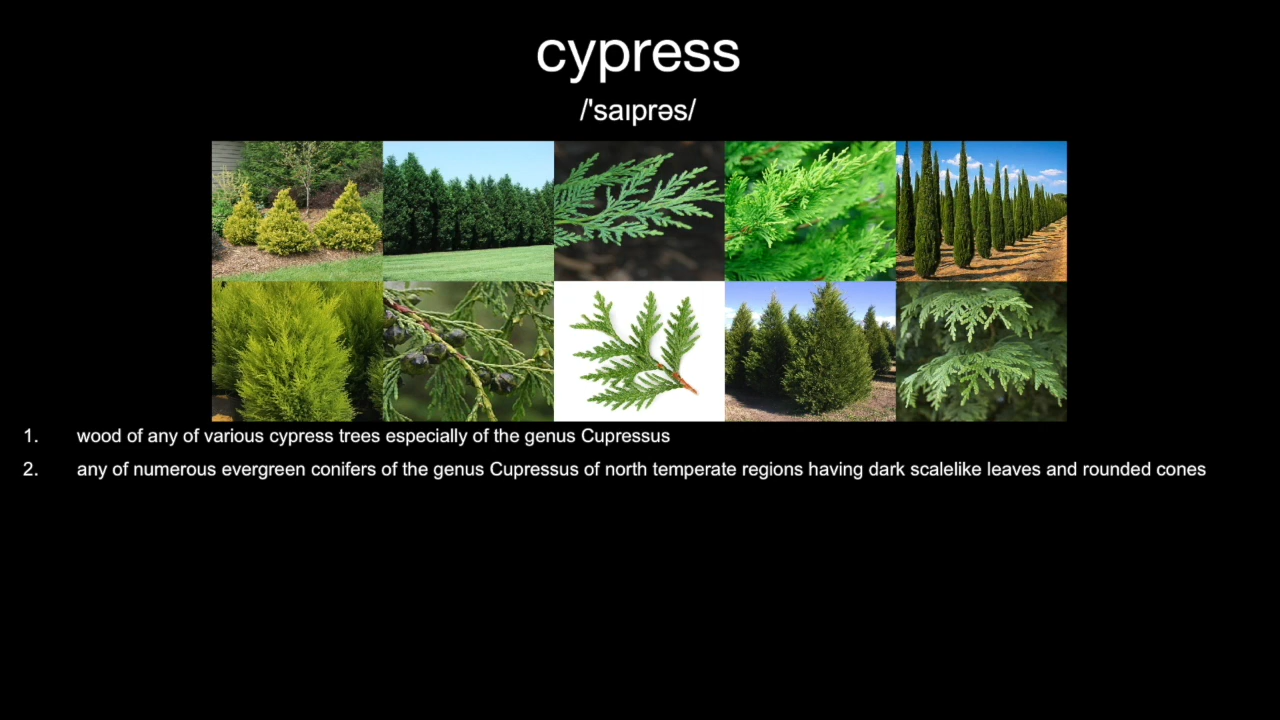 cypress
/'saɪprəs/
1. wood of any of various cypress trees especially of the genus Cupressus
2. any of numerous evergreen conifers of the genus Cupressus of north temperate regions having dark scalelike leaves and rounded cones